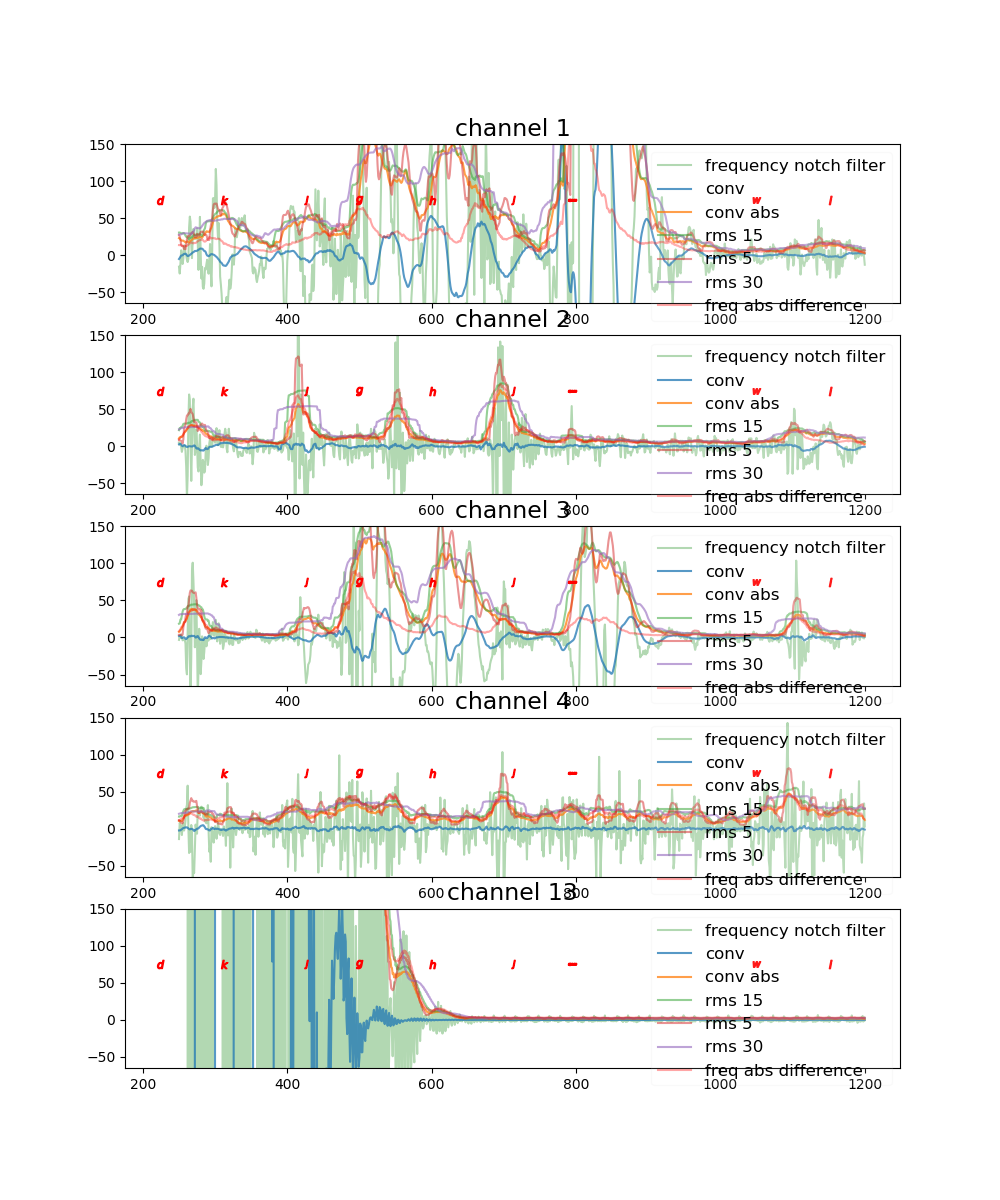 channel 1
150
100
50
0
−50
d k J g h J — w l
frequency notch filter
conv
conv abs
rms 15
rms 5
rms 30
freq abs difference
200 400 600 800 1000 1200
channel 2
150
100
50
0
−50
d k J g h J — w l
frequency notch filter
conv
conv abs
rms 15
rms 5
rms 30
freq abs difference
200 400 600 800 1000 1200
channel 3
150
100
50
0
−50
d k J g h J — w l
frequency notch filter
conv
conv abs
rms 15
rms 5
rms 30
freq abs difference
200 400 600 800 1000 1200
channel 4
150
100
50
0
−50
d k J g h J — w l
frequency notch filter
conv
conv abs
rms 15
rms 5
rms 30
freq abs difference
200 400 600 800 1000 1200
channel 13
150
100
50
0
−50
d k J g h J — w l
frequency notch filter
conv
conv abs
rms 15
rms 5
rms 30
freq abs difference
200 400 600 800 1000 1200